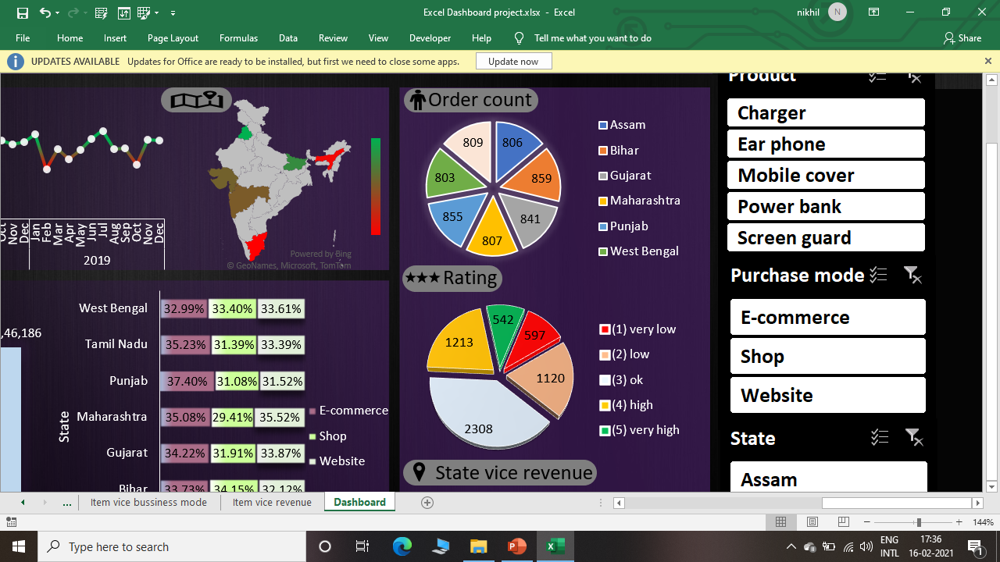 Excel Dashboard project.xlsx - Excel
nikhil
N
File Home Insert Page Layout Formulas Data Review View Developer Help Tell me what you want to do
Share
UPDATES AVAILABLE Updates for Office are ready to be installed, but first we need to close some apps. Update now
Nov
Dec
Jan
Feb
Mar
Apr
May
Jun
Jul
Aug
Sep
Oct
Nov
Dec
2019
Powered by Bing
© GeoNames, Microsoft, TomTom
Order count
809
806
859
841
807
855
803
Assam
Bihar
Gujarat
Maharashtra
Punjab
West Bengal
Rating
542
597
1120
2308
1213
(1) very low
(2) low
(3) ok
(4) high
(5) very high
State vice revenue
,46,186
State
West Bengal 32.99% 33.40% 33.61%
Tamil Nadu 35.23% 31.39% 33.39%
Punjab 37.40% 31.08% 31.52%
Maharashtra 35.08% 29.41% 35.52%
Gujarat 34.22% 31.91% 33.87%
Bihar 33.73% 34.15% 32.12%
E-commerce
Shop
Website
Product
Charger
Ear phone
Mobile cover
Power bank
Screen guard
Purchase mode
E-commerce
Shop
Website
State
Assam
... Item vice bussiness mode Item vice revenue Dashboard
144%
Type here to search
ENG
INTL
17:36
16-02-2021
1